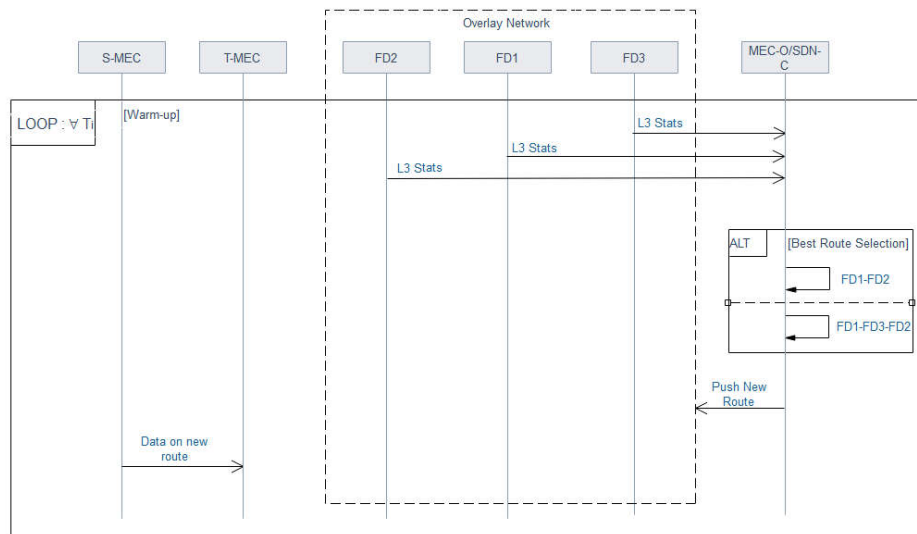 Overlay Network
S-MEC
T-MEC
FD2
FD1
FD3
MEC-O/SDN-
C
LOOP : ∀ Ti
[Warm-up]
L3 Stats
L3 Stats
L3 Stats
ALT
[Best Route Selection]
FD1-FD2
FD1-FD3-FD2
Push New
Route
Data on new
route